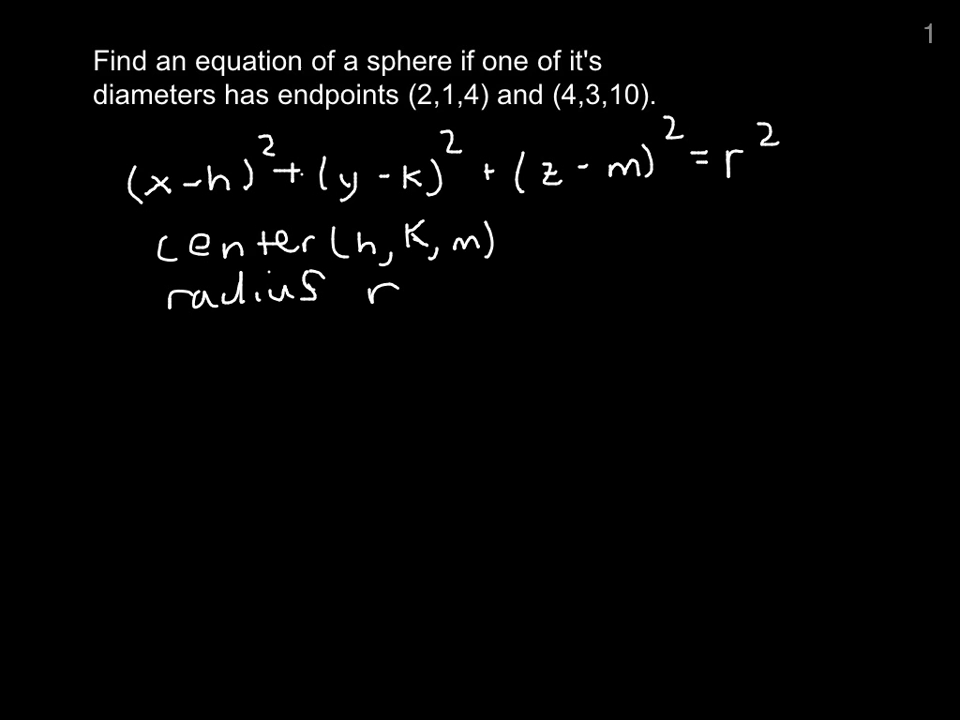 1
Find an equation of a sphere if one of it's
diameters has endpoints (2,1,4) and (4,3,10).
(x-h)²+(y-k)²+(z-m)²=r²
center(h,k,m)
radius r